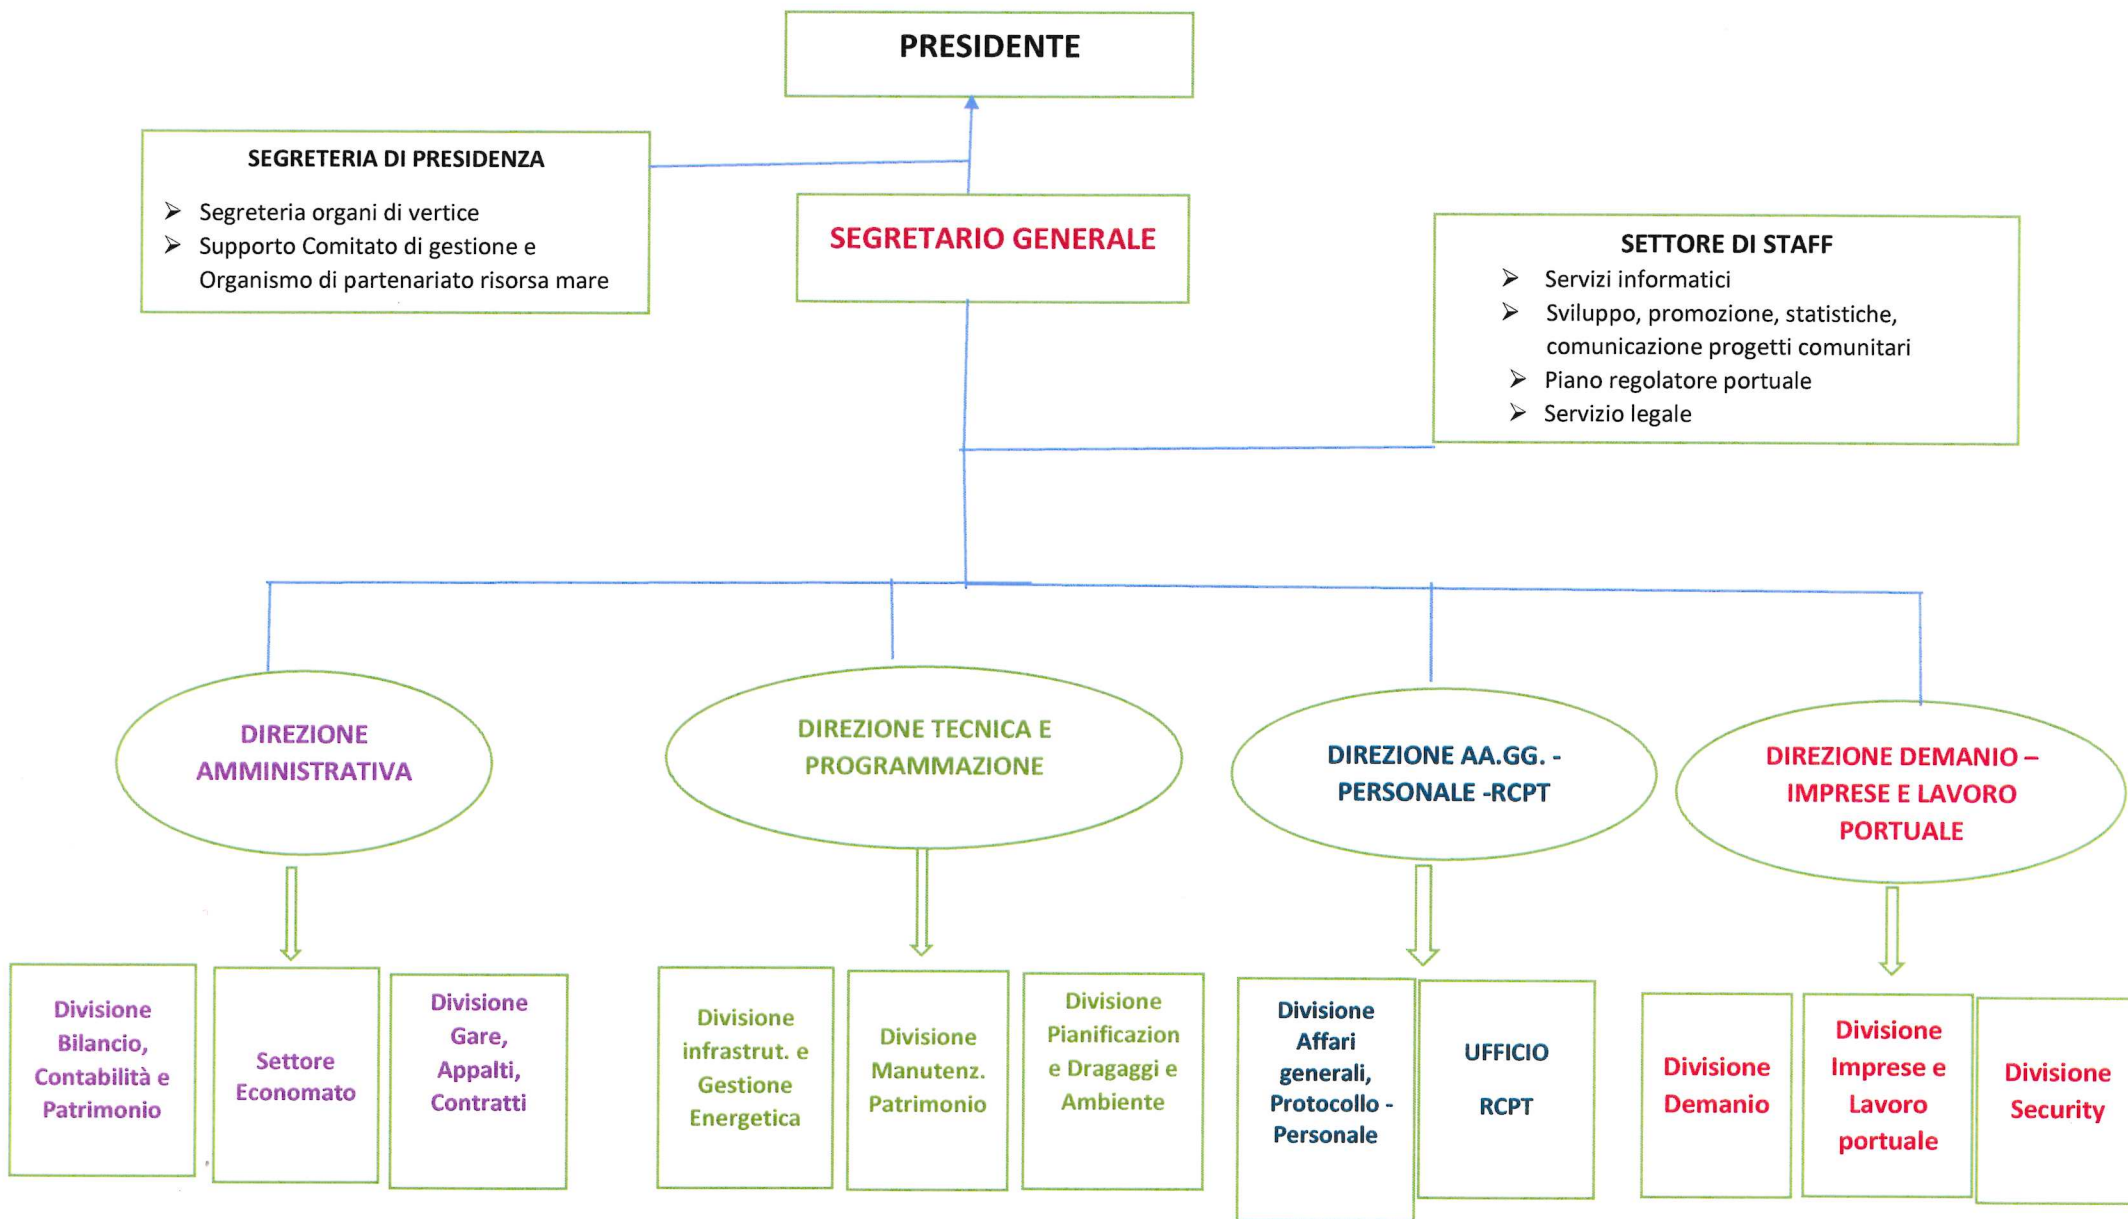 PRESIDENTE
SEGRETERIA DI PRESIDENZA
➢ Segreteria organi di vertice
➢ Supporto Comitato di gestione e
Organismo di partenariato risorsa mare
SEGRETARIO GENERALE
SETTORE DI STAFF
➢ Servizi informatici
➢ Sviluppo, promozione, statistiche,
comunicazione progetti comunitari
➢ Piano regolatore portuale
➢ Servizio legale
DIREZIONE
AMMINISTRATIVA
DIREZIONE TECNICA E
PROGRAMMAZIONE
DIREZIONE AA.GG. -
PERSONALE -RCPT
DIREZIONE DEMANIO –
IMPRESE E LAVORO
PORTUALE
Divisione
Bilancio,
Contabilità e
Patrimonio
Settore
Economato
Divisione
Gare,
Appalti,
Contratti
Divisione
infrastrut. e
Gestione
Energetica
Divisione
Manutenz.
Patrimonio
Divisione
Pianificazion
e Dragaggi e
Ambiente
Divisione
Affari
generali,
Protocollo -
Personale
UFFICIO
RCPT
Divisione
Demanio
Divisione
Imprese e
Lavoro
portuale
Divisione
Security